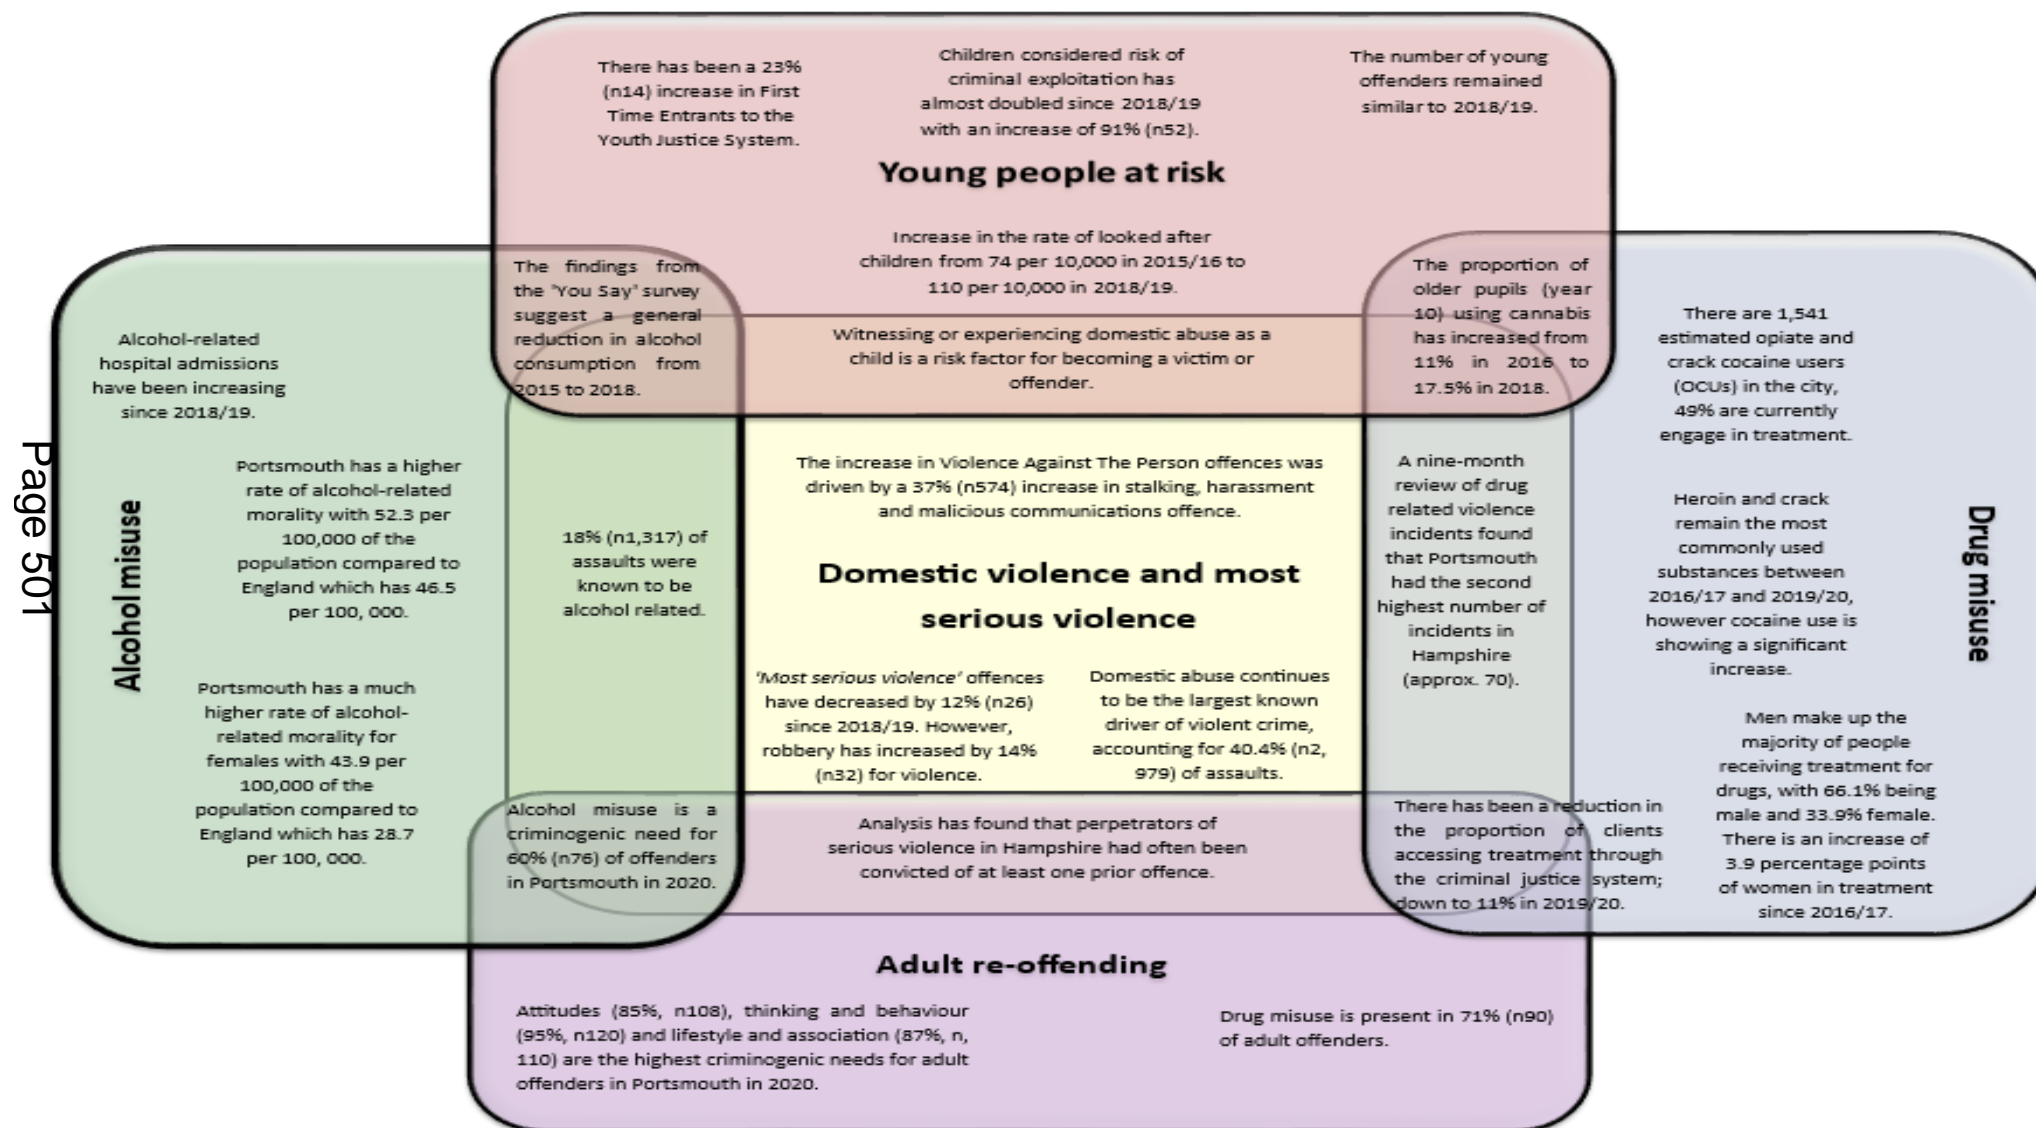 There has been a 23%
(n14) increase in First
Time Entrants to the
Youth Justice System.
Children considered risk of
criminal exploitation has
almost doubled since 2018/19
with an increase of 91% (n52).
The number of young
offenders remained
similar to 2018/19.
Young people at risk
Increase in the rate of looked after
children from 74 per 10,000 in 2015/16 to
110 per 10,000 in 2018/19.
The findings from
the 'You Say' survey
suggest a general
reduction in alcohol
consumption from
2015 to 2018.
Witnessing or experiencing domestic abuse as a
child is a risk factor for becoming a victim or
offender.
The proportion of
older pupils (year
10) using cannabis
has increased from
11% in 2016 to
17.5% in 2018.
Page 501
Alcohol misuse
Alcohol-related
hospital admissions
have been increasing
since 2018/19.
Portsmouth has a higher
rate of alcohol-related
morality with 52.3 per
100,000 of the
population compared to
England which has 46.5
per 100, 000.
Portsmouth has a much
higher rate of alcohol-
related morality for
females with 43.9 per
100,000 of the
population compared to
England which has 28.7
per 100, 000.
18% (n1,317) of
assaults were
known to be
alcohol related.
The increase in Violence Against The Person offences was
driven by a 37% (n574) increase in stalking, harassment
and malicious communications offence.
Domestic violence and most
serious violence
'Most serious violence' offences
have decreased by 12% (n26)
since 2018/19. However,
robbery has increased by 14%
(n32) for violence.
Domestic abuse continues
to be the largest known
driver of violent crime,
accounting for 40.4% (n2,
979) of assaults.
A nine-month
review of drug
related violence
incidents found
that Portsmouth
had the second
highest number of
incidents in
Hampshire
(approx. 70).
There are 1,541
estimated opiate and
crack cocaine users
(OCUs) in the city,
49% are currently
engage in treatment.
Heroin and crack
remain the most
commonly used
substances between
2016/17 and 2019/20,
however cocaine use is
showing a significant
increase.
Men make up the
majority of people
receiving treatment for
drugs, with 66.1% being
male and 33.9% female.
There is an increase of
3.9 percentage points
of women in treatment
since 2016/17.
Drug misuse
Alcohol misuse is a
criminogenic need for
60% (n76) of offenders
in Portsmouth in 2020.
Analysis has found that perpetrators of
serious violence in Hampshire had often been
convicted of at least one prior offence.
There has been a reduction in
the proportion of clients
accessing treatment through
the criminal justice system;
down to 11% in 2019/20.
Adult re-offending
Attitudes (85%, n108), thinking and behaviour
(95%, n120) and lifestyle and association (87%, n,
110) are the highest criminogenic needs for adult
offenders in Portsmouth in 2020.
Drug misuse is present in 71% (n90)
of adult offenders.